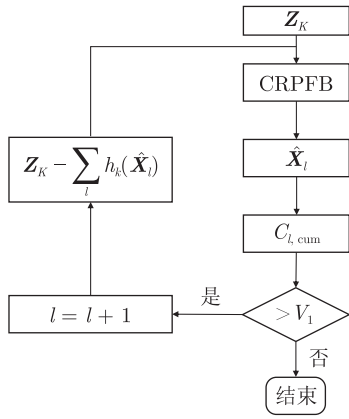 Z_K
CRPFB
X̂_l
C_{l, cum}
> V_1
是
否
结束
l = l + 1
Z_K − ∑_l h_k(X̂_l)